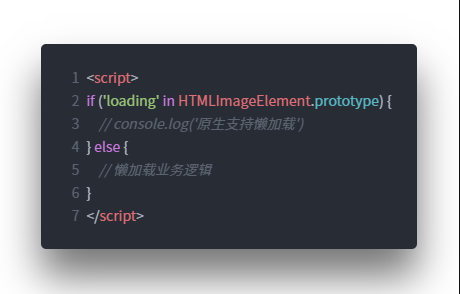 1 <script>
2 if ('loading' in HTMLImageElement.prototype) {
3 // console.log('原生支持懒加载')
4 } else {
5 // 懒加载业务逻辑
6 }
7 </script>